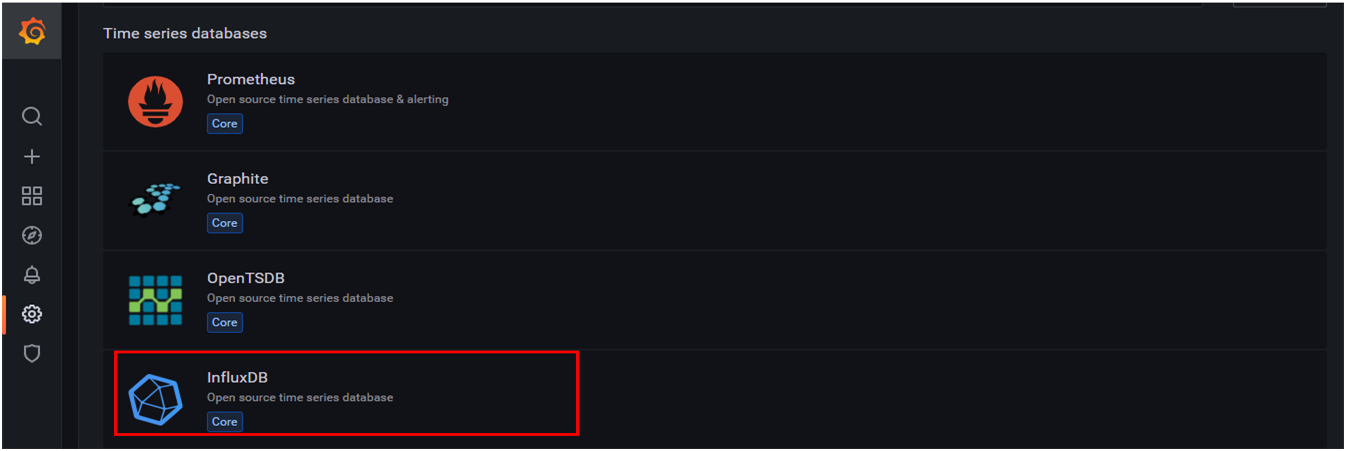 Time series databases
Prometheus
Open source time series database & alerting
Core
Graphite
Open source time series database
Core
OpenTSDB
Open source time series database
Core
InfluxDB
Open source time series database
Core